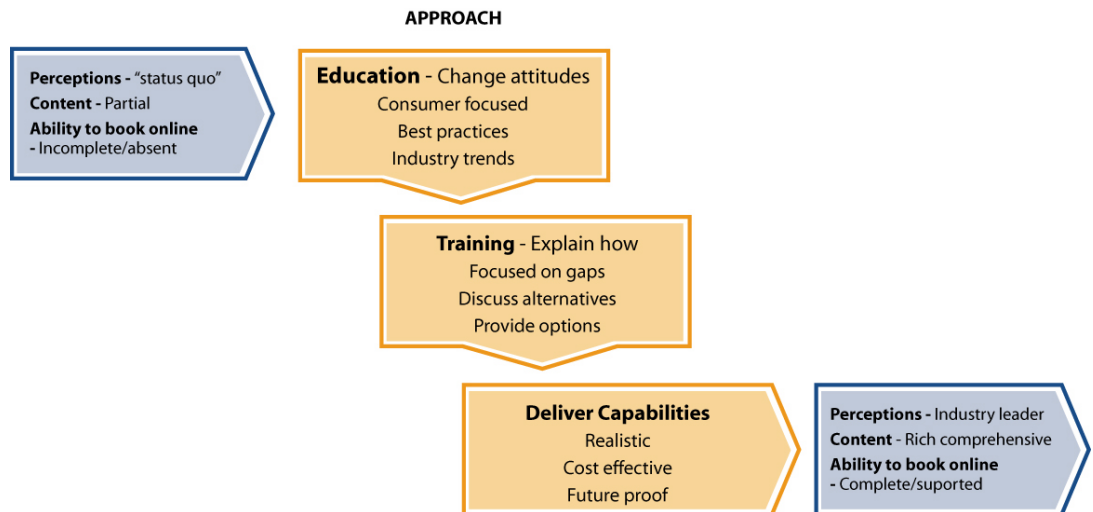 APPROACH
Perceptions - “status quo”
Content - Partial
Ability to book online
- Incomplete/absent
Education - Change attitudes
Consumer focused
Best practices
Industry trends
Training - Explain how
Focused on gaps
Discuss alternatives
Provide options
Deliver Capabilities
Realistic
Cost effective
Future proof
Perceptions - Industry leader
Content - Rich comprehensive
Ability to book online
- Complete/suported